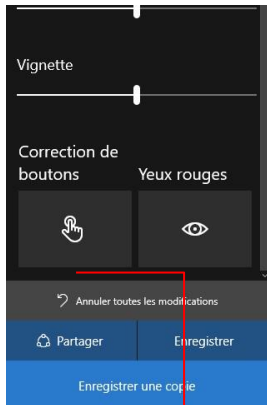 Vignette
Correction de
boutons
Yeux rouges
Annuler toutes les modifications
Partager
Enregistrer
Enregistrer une copie